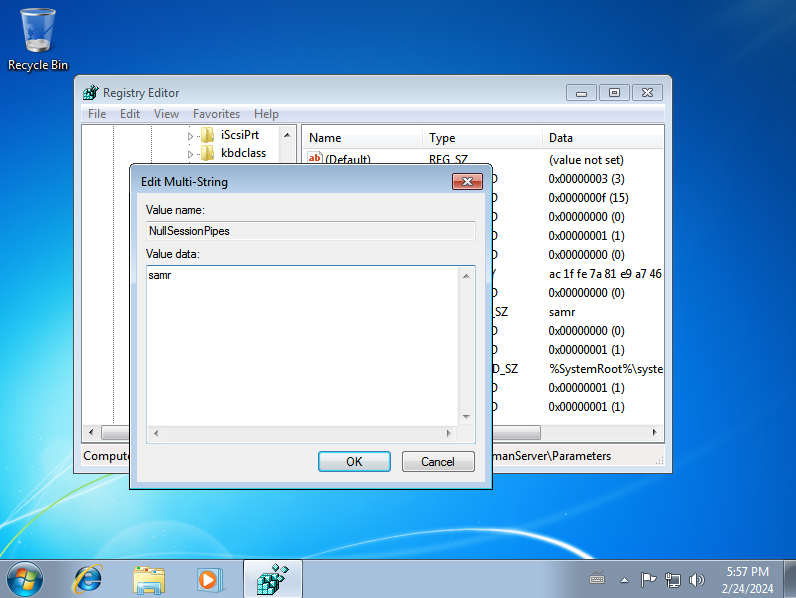 Recycle Bin
Registry Editor
File Edit View Favorites Help
iScsiPrt
kbdclass
Name Type Data
ab (Default) REG_SZ (value not set)
0x00000003 (3)
0x0000000f (15)
0x00000000 (0)
0x00000001 (1)
0x00000000 (0)
ac 1f fe 7a 81 e9 a7 46
0x00000000 (0)
_SZ samr
0x00000000 (0)
0x00000001 (1)
D_SZ %SystemRoot%\syste
0x00000001 (1)
0x00000001 (1)
Edit Multi-String
Value name:
NullSessionPipes
Value data:
samr
OK Cancel
Compute
manServer\Parameters
5:57 PM
2/24/2024